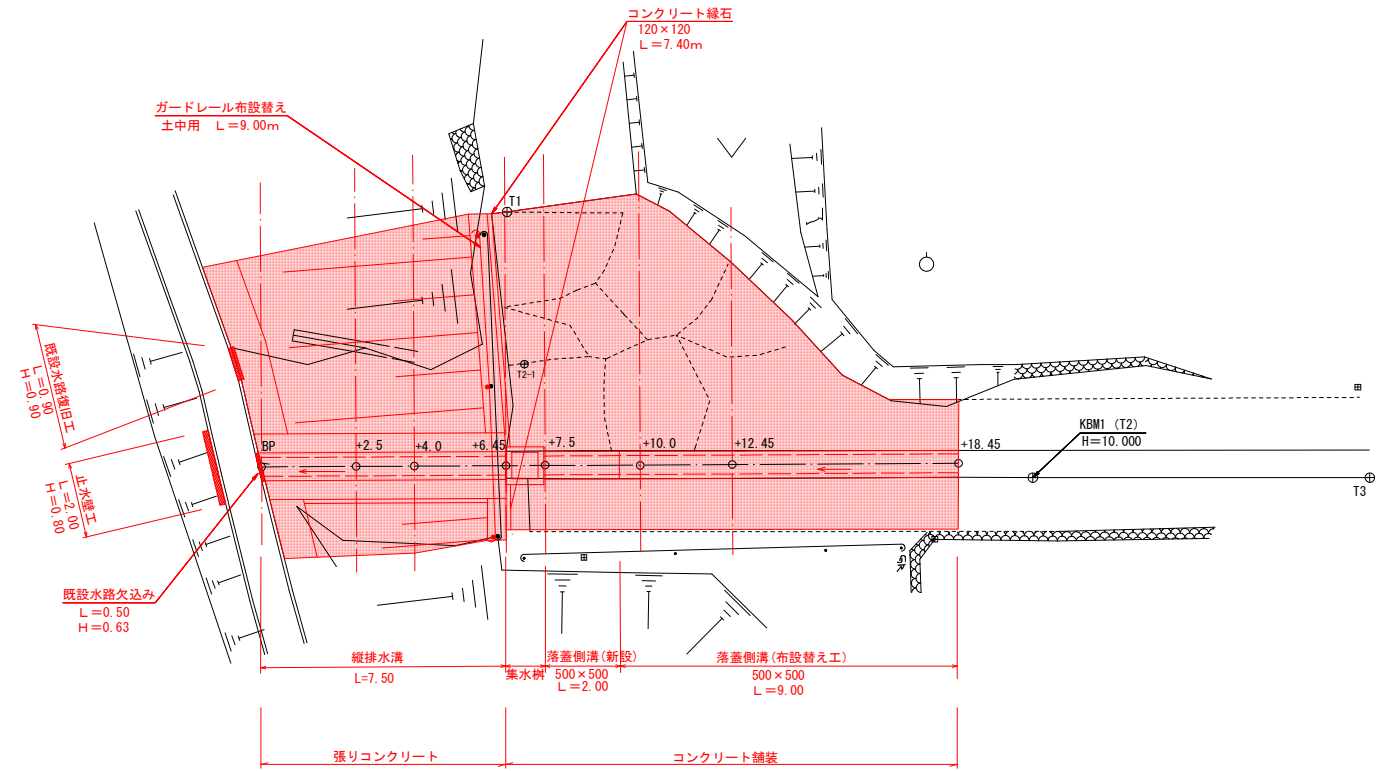 コンクリート縁石
120×120
L=7.40m
ガードレール布設替え
土中用 L=9.00m
T1
T2-1
既設水路復旧工
L=0.90
H=0.90
止水壁工
L=2.00
H=0.80
BP
+2.5
+4.0
+6.45
+7.5
+10.0
+12.45
+18.45
KBM1 (T2)
H=10.000
T3
既設水路欠込み
L=0.50
H=0.63
縦排水溝
L=7.50
集水桝
落蓋側溝(新設)
500×500
L=2.00
落蓋側溝(布設替え工)
500×500
L=9.00
張りコンクリート
コンクリート舗装